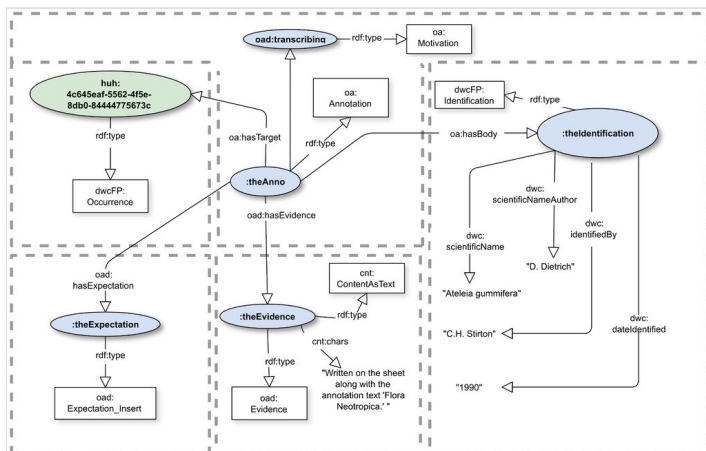 oad:transcribing
rdf:type
oa:
Motivation
huh:
4c645eaf-5562-4f5e-
8db0-84444775673c
rdf:type
dwcFP:
Occurrence
oa:hasTarget
oa:
Annotation
rdf:type
:theAnno
oa:hasBody
dwcFP:
Identification
rdf:type
:theIdentification
dwc:
scientificNameAuthor
dwc:
identifiedBy
dwc:
scientificName
"D. Dietrich"
"Ateleia gummifera"
dwc:
dateIdentified
"C.H. Stirton"
"1990"
oad:hasEvidence
oad:
hasExpectation
:theExpectation
rdf:type
oad:
Expectation_Insert
cnt:
ContentAsText
:theEvidence
rdf:type
cnt:chars
rdf:type
"Written on the sheet
along with the
annotation text 'Flora
Neotropica.' "
oad:
Evidence